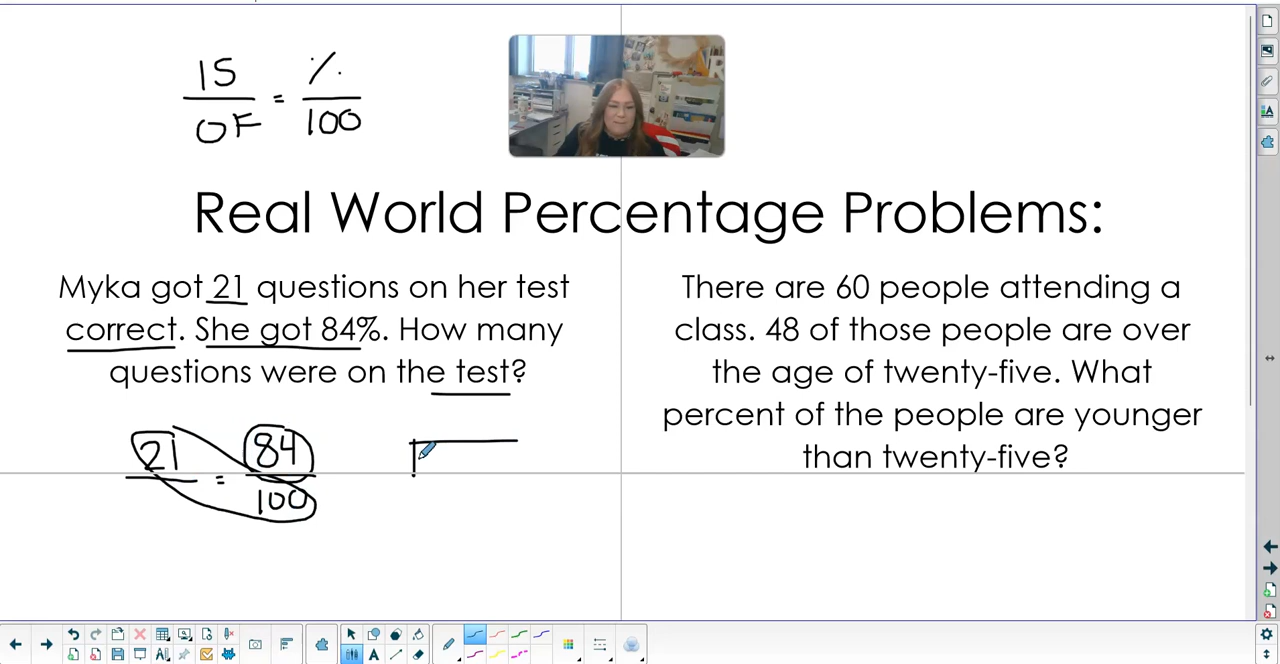 IS = %
OF 100
Real World Percentage Problems:
Myka got 21 questions on her test
correct. She got 84%. How many
questions were on the test?
21 = 84
100
There are 60 people attending a
class. 48 of those people are over
the age of twenty-five. What
percent of the people are younger
than twenty-five?